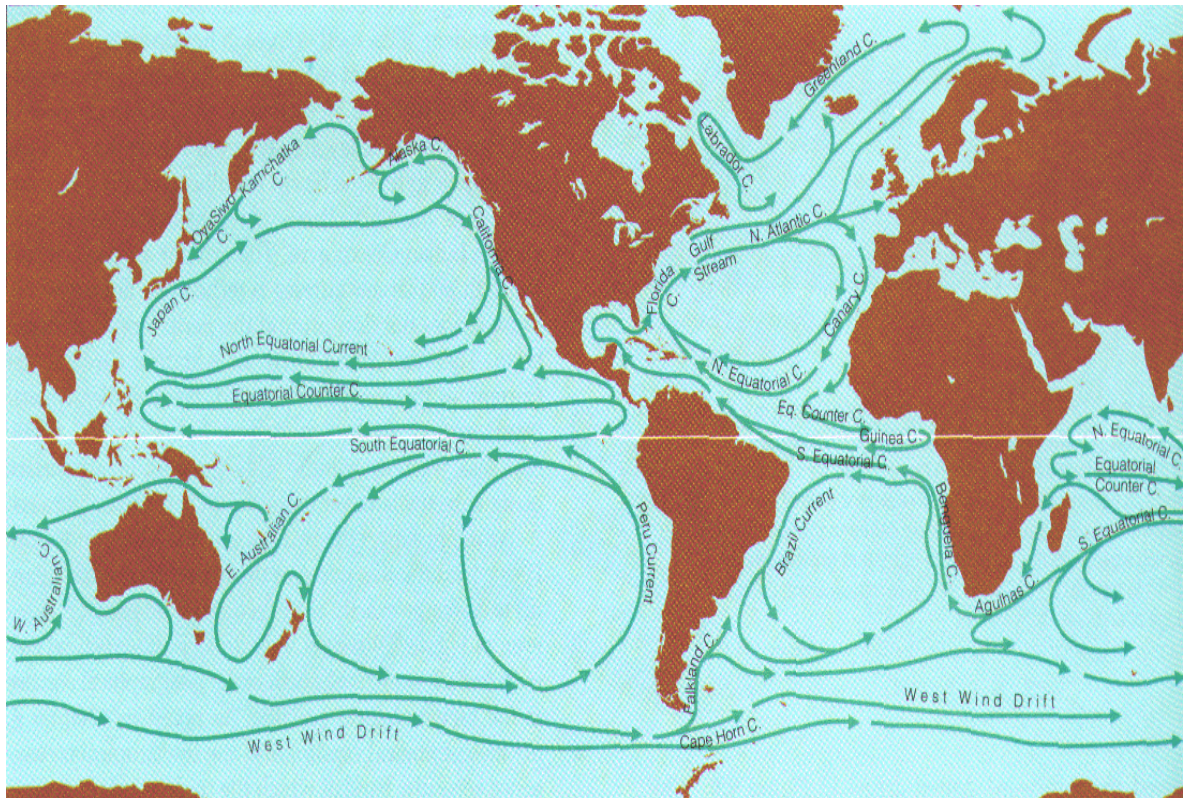 Greenland C.
Labrador C.
Alaska C.
OyaSiwo Kamchatka
C. C.
N. Atlantic C.
Gulf
Stream
California C.
Florida
C.
Canary C.
Japan C.
North Equatorial Current
N. Equatorial C.
Equatorial Counter C.
Eq. Counter C.
Guinea C.
N. Equatorial C.
South Equatorial C.
S. Equatorial C.
Equatorial
Counter C.
Benguela C.
E. Australian C.
Peru Current
Brazil Current
S. Equatorial C.
W. Australian C.
Agulhas C.
Falkland C.
West Wind Drift
West Wind Drift
Cape Horn C.